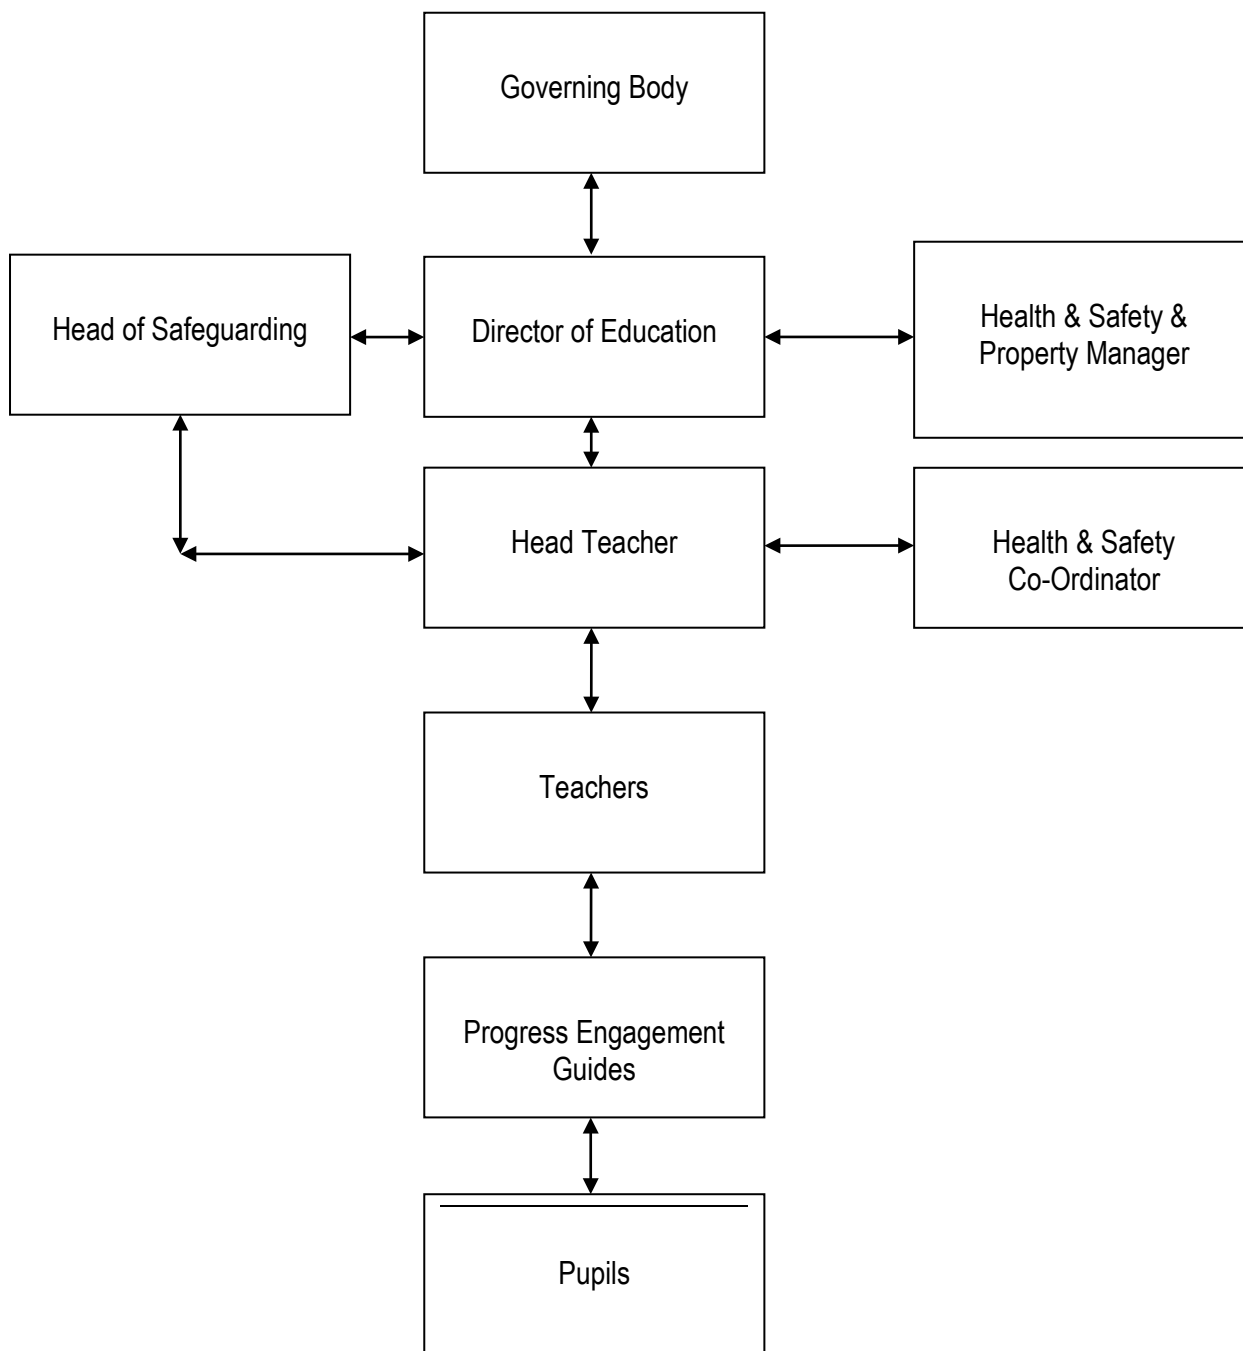 Governing Body
Head of Safeguarding
Director of Education
Health & Safety &
Property Manager
Head Teacher
Health & Safety
Co-Ordinator
Teachers
Progress Engagement
Guides
Pupils